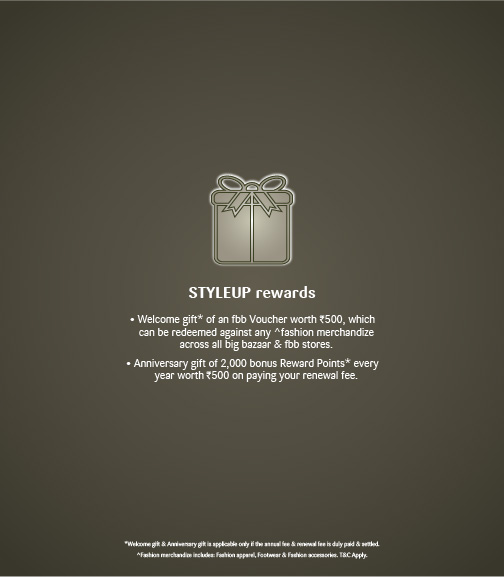 STYLEUP rewards
• Welcome gift* of an fbb Voucher worth ₹500, which
can be redeemed against any ^fashion merchandize
across all big bazaar & fbb stores.
• Anniversary gift of 2,000 bonus Reward Points* every
year worth ₹500 on paying your renewal fee.
*Welcome gift & Anniversary gift is applicable only if the annual fee & renewal fee is duly paid & settled.
^Fashion merchandize includes: Fashion apparel, Footwear & Fashion accessories. T&C Apply.